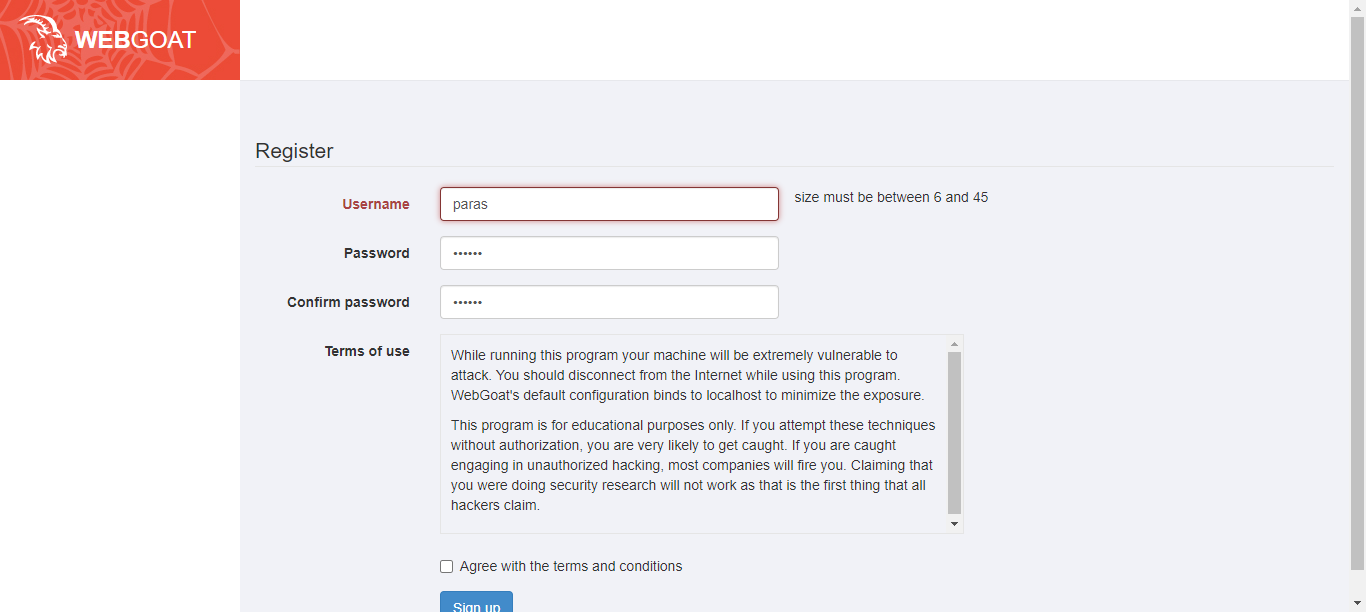 WEBGOAT
Register
Username
paras
size must be between 6 and 45
Password
••••••
Confirm password
••••••
Terms of use
While running this program your machine will be extremely vulnerable to
attack. You should disconnect from the Internet while using this program.
WebGoat's default configuration binds to localhost to minimize the exposure.
This program is for educational purposes only. If you attempt these techniques
without authorization, you are very likely to get caught. If you are caught
engaging in unauthorized hacking, most companies will fire you. Claiming that
you were doing security research will not work as that is the first thing that all
hackers claim.
Agree with the terms and conditions
Sign up